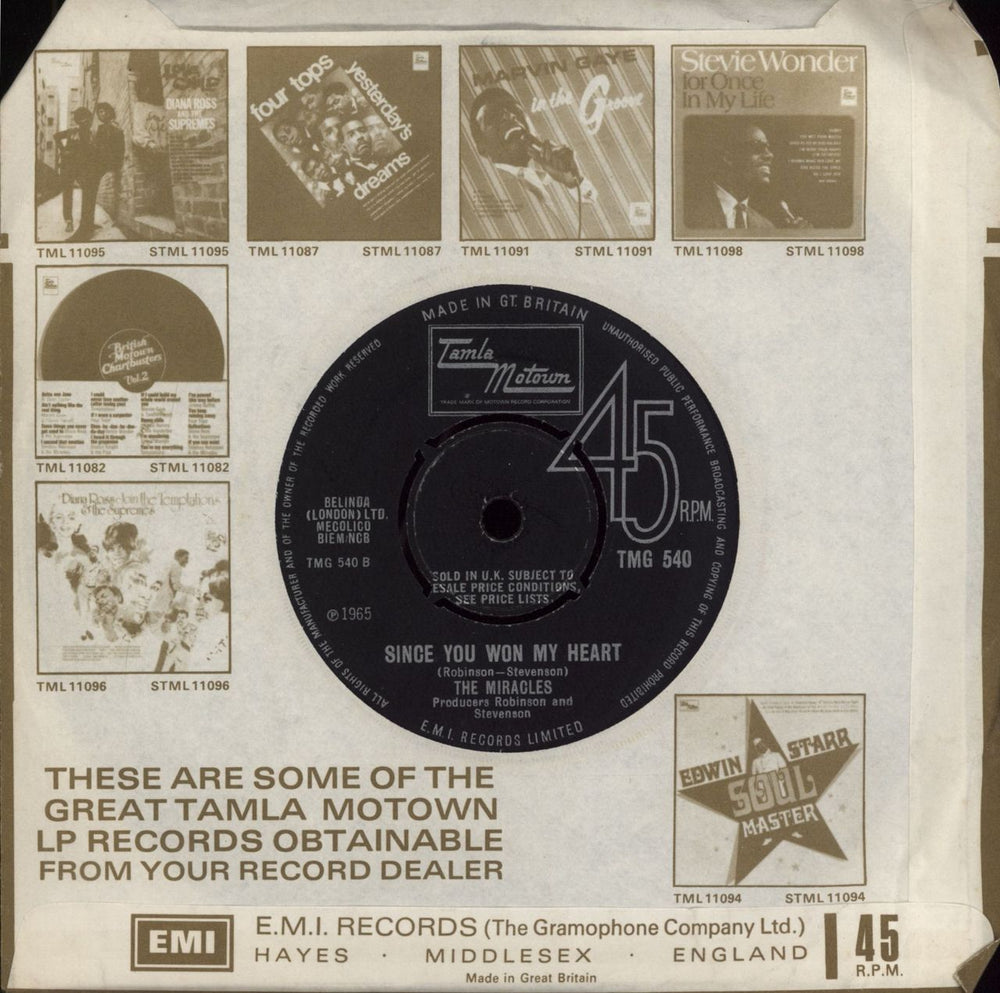 DIANA ROSS
AND THE
SUPREMES
TML 11095 STML 11095
four tops
yesterday's
dreams
TML 11087 STML 11087
MARVIN GAYE
in the Groove
TML 11091 STML 11091
Stevie Wonder
for Once
In My Life
TML 11098 STML 11098
British
Motown
Chartbusters
Vol.2
TML 11082 STML 11082
Diana Ross Join the Temptations
& the Supremes
TML 11096 STML 11096
MADE IN GT. BRITAIN
UNAUTHORISED PUBLIC PERFORMANCE BROADCASTING AND COPYING OF THIS RECORD PROHIBITED
ALL RIGHTS OF THE MANUFACTURER AND OF THE OWNER OF THE RECORDED WORK RESERVED
Tamla
Motown
TRADE MARK OF MOTOWN RECORD CORPORATION
45
R.P.M.
BELINDA
(LONDON) LTD.
MECOLICO
BIEM/NCB
TMG 540 B
TMG 540
SOLD IN U.K. SUBJECT TO
ESALE PRICE CONDITIONS,
SEE PRICE LISTS
℗ 1965
SINCE YOU WON MY HEART
(Robinson—Stevenson)
THE MIRACLES
Producers Robinson and
Stevenson
E.M.I. RECORDS LIMITED
EDWIN STARR
SOUL
MASTER
TML 11094 STML 11094
THESE ARE SOME OF THE
GREAT TAMLA MOTOWN
LP RECORDS OBTAINABLE
FROM YOUR RECORD DEALER
EMI
E.M.I. RECORDS (The Gramophone Company Ltd.)
HAYES · MIDDLESEX · ENGLAND
Made in Great Britain
45
R.P.M.